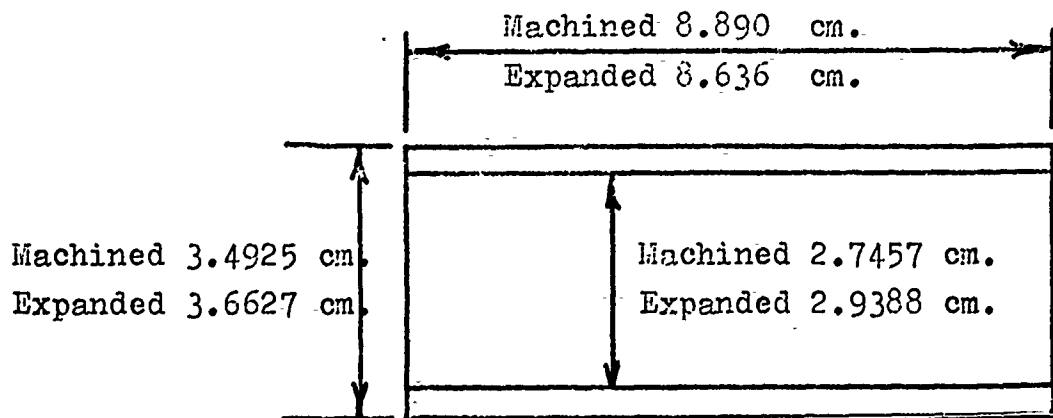 Machined 8.890 cm.
Expanded 8.636 cm.
Machined 3.4925 cm.
Expanded 3.6627 cm.
Machined 2.7457 cm.
Expanded 2.9388 cm.